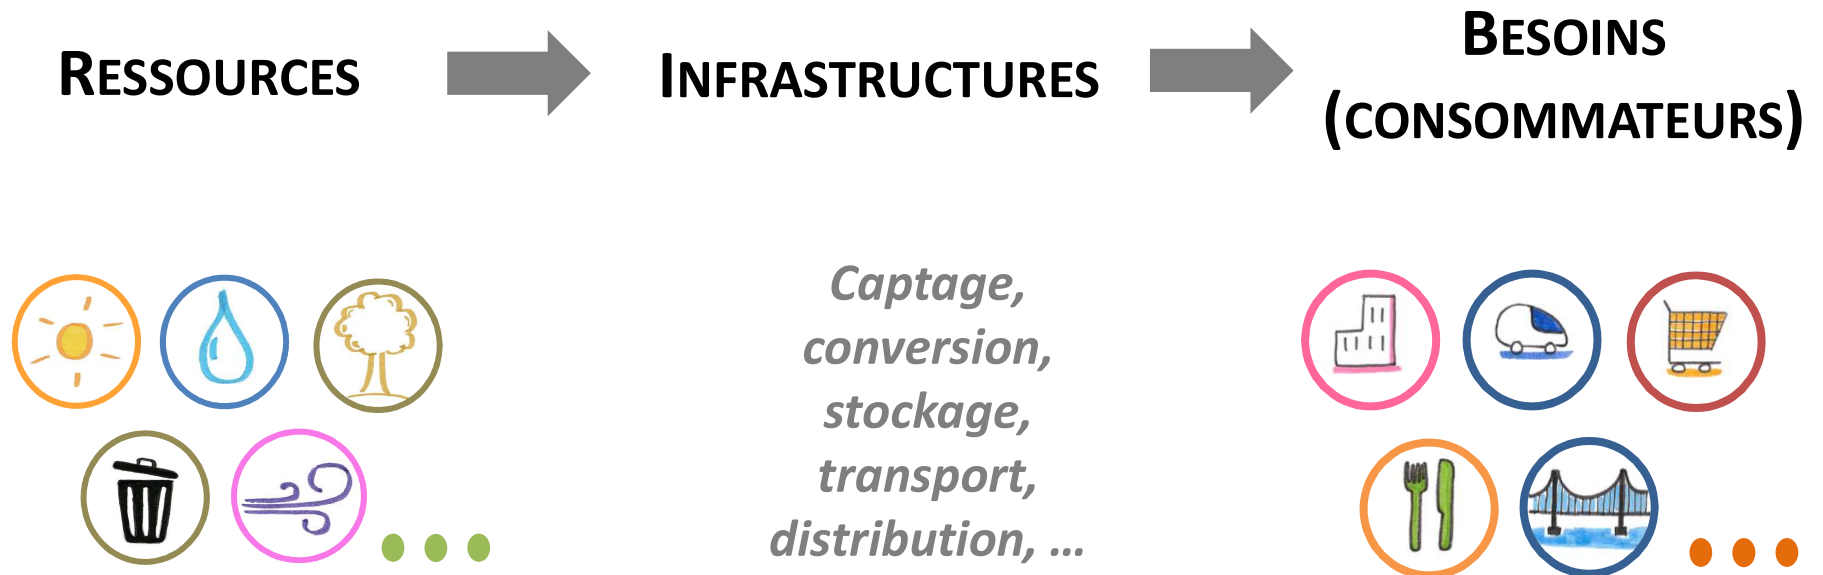 RESSOURCES
INFRASTRUCTURES
BESOINS
(CONSOMMATEURS)
Captage,
conversion,
stockage,
transport,
distribution, ...